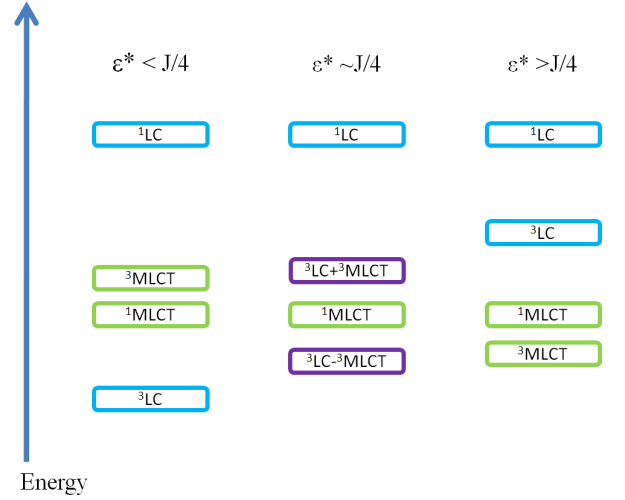 ε* < J/4 ε* ~J/4 ε* >J/4
¹LC ¹LC ¹LC
³LC
³LC+³MLCT
³MLCT
¹MLCT ¹MLCT ¹MLCT
³MLCT
³LC-³MLCT
³LC
Energy